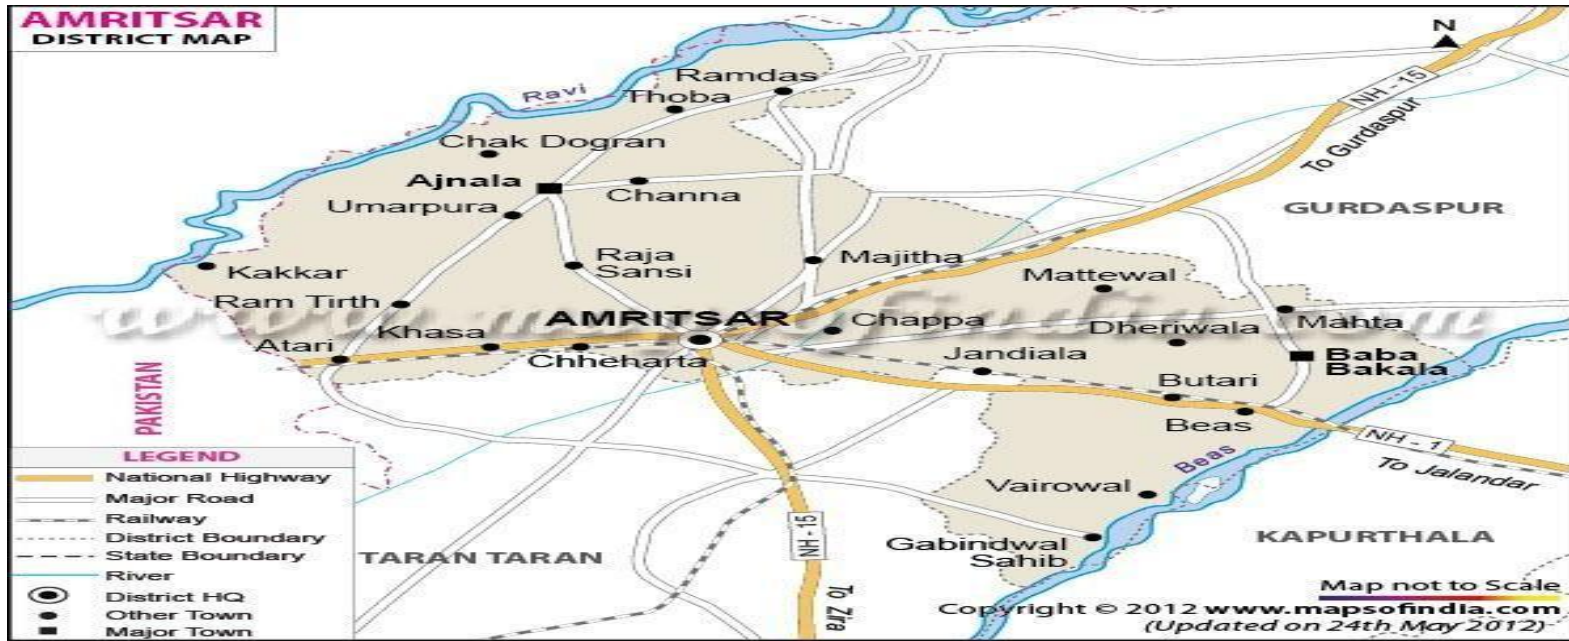 AMRITSAR
DISTRICT MAP
N
Ramdas
Ravi
Thoba
NH - 15
To Gurdaspur
Chak Dogran
Ajnala
Channa
Umarpura
GURDASPUR
Raja
Sansi
Majitha
Kakkar
Mattewal
Ram Tirth
AMRITSAR
Khasa
Chappa
Dheriwala
Mahta
Atari
Chheharta
Jandiala
Baba
Bakala
Butari
PAKISTAN
Beas
NH - 1
To Jalandar
Beas
Vairowal
NH - 15
To Zira
TARAN TARAN
Gabindwal
Sahib
KAPURTHALA
LEGEND
National Highway
Major Road
Railway
District Boundary
State Boundary
River
District HQ
Other Town
Major Town
Map not to Scale
Copyright © 2012 www.mapsofindia.com
(Updated on 24th May 2012)